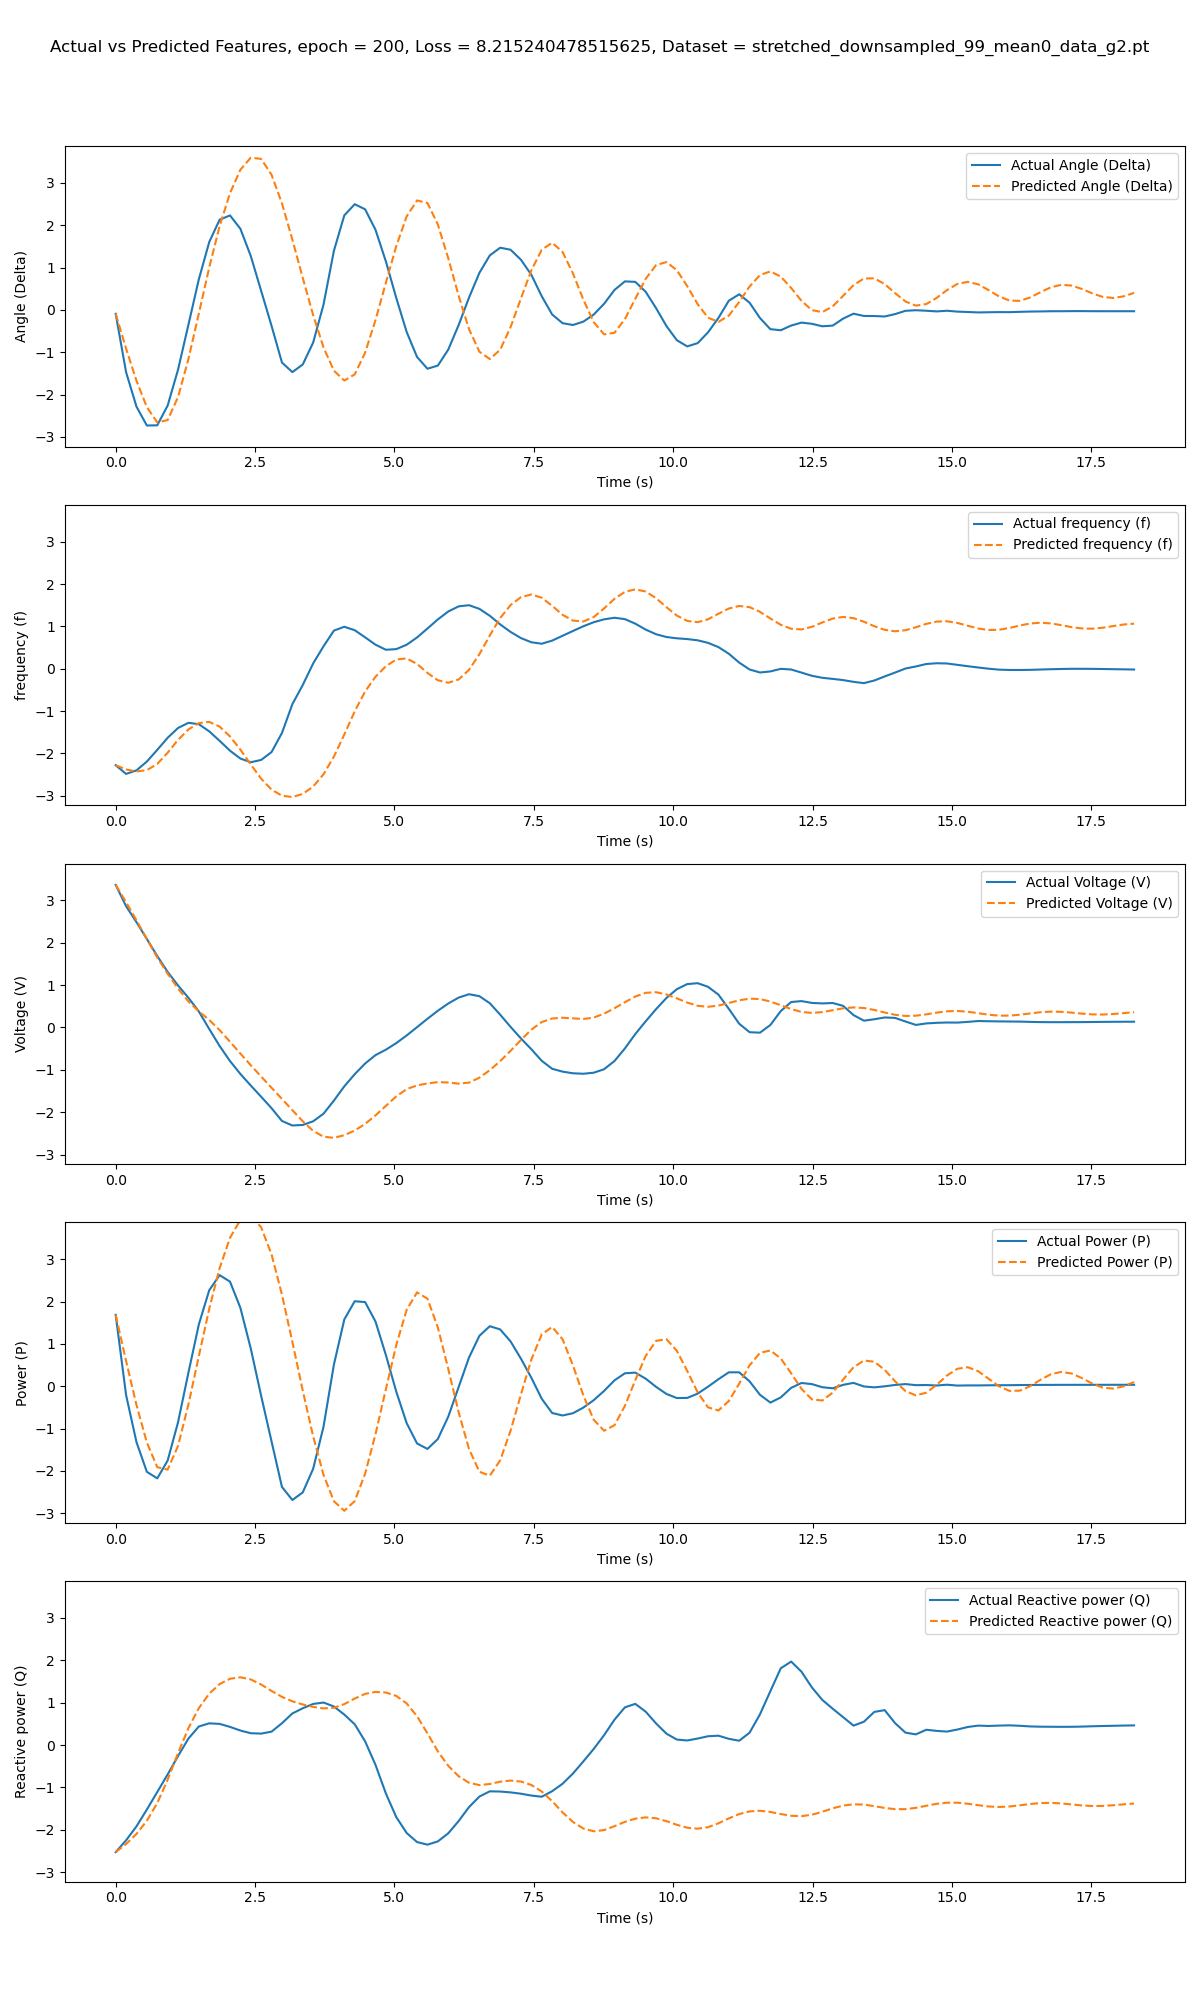 Actual vs Predicted Features, epoch = 200, Loss = 8.215240478515625, Dataset = stretched_downsampled_99_mean0_data_g2.pt
Actual Angle (Delta)
Predicted Angle (Delta)
Angle (Delta)
3
2
1
0
−1
−2
−3
0.0 2.5 5.0 7.5 10.0 12.5 15.0 17.5
Time (s)
Actual frequency (f)
Predicted frequency (f)
frequency (f)
3
2
1
0
−1
−2
−3
0.0 2.5 5.0 7.5 10.0 12.5 15.0 17.5
Time (s)
Actual Voltage (V)
Predicted Voltage (V)
Voltage (V)
3
2
1
0
−1
−2
−3
0.0 2.5 5.0 7.5 10.0 12.5 15.0 17.5
Time (s)
Actual Power (P)
Predicted Power (P)
Power (P)
3
2
1
0
−1
−2
−3
0.0 2.5 5.0 7.5 10.0 12.5 15.0 17.5
Time (s)
Actual Reactive power (Q)
Predicted Reactive power (Q)
Reactive power (Q)
3
2
1
0
−1
−2
−3
0.0 2.5 5.0 7.5 10.0 12.5 15.0 17.5
Time (s)